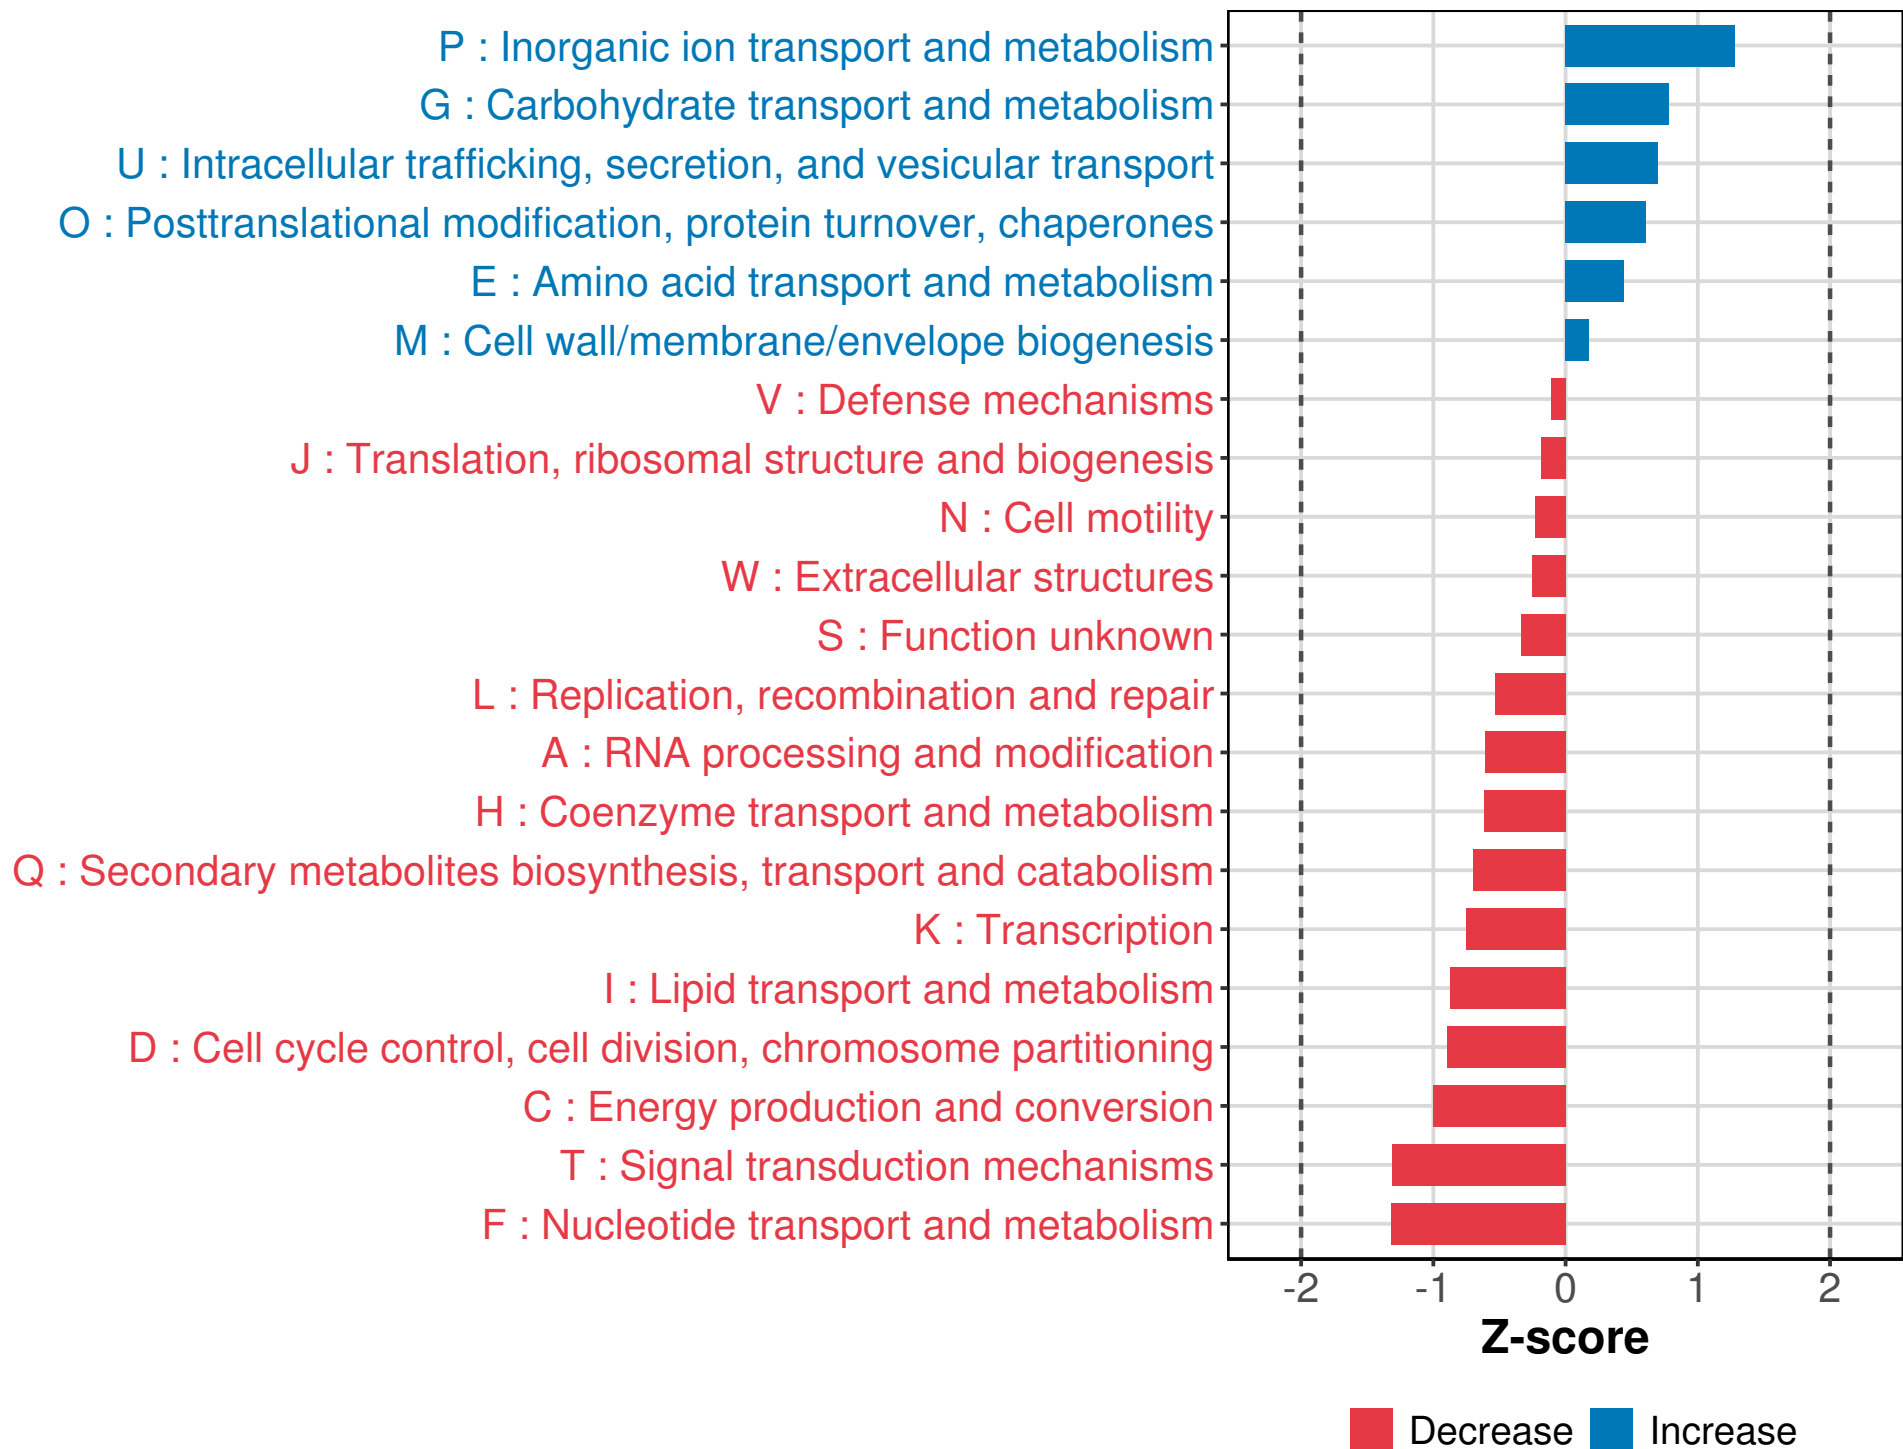 P : Inorganic ion transport and metabolism
G : Carbohydrate transport and metabolism
U : Intracellular trafficking, secretion, and vesicular transport
O : Posttranslational modification, protein turnover, chaperones
E : Amino acid transport and metabolism
M : Cell wall/membrane/envelope biogenesis
V : Defense mechanisms
J : Translation, ribosomal structure and biogenesis
N : Cell motility
W : Extracellular structures
S : Function unknown
L : Replication, recombination and repair
A : RNA processing and modification
H : Coenzyme transport and metabolism
Q : Secondary metabolites biosynthesis, transport and catabolism
K : Transcription
I : Lipid transport and metabolism
D : Cell cycle control, cell division, chromosome partitioning
C : Energy production and conversion
T : Signal transduction mechanisms
F : Nucleotide transport and metabolism
-2 -1 0 1 2
Z-score
Decrease Increase